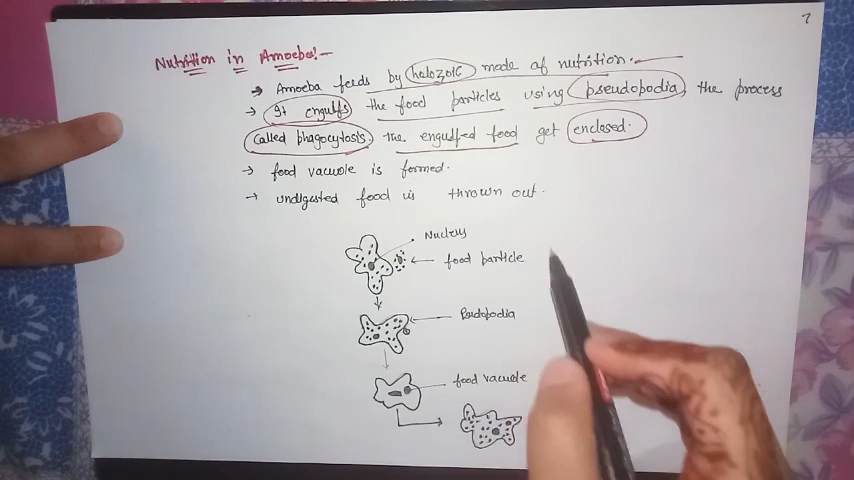 7
Nutrition in Amoeba:-
→ Amoeba feeds by holozoic mode of nutrition.
→ It engulfs the food particles using pseudopodia, the process
called phagocytosis. the engulfed food get enclosed.
→ food vacuole is formed.
→ undigested food is thrown out.
Nucleus
food particle
Psudopodia
food vacuole